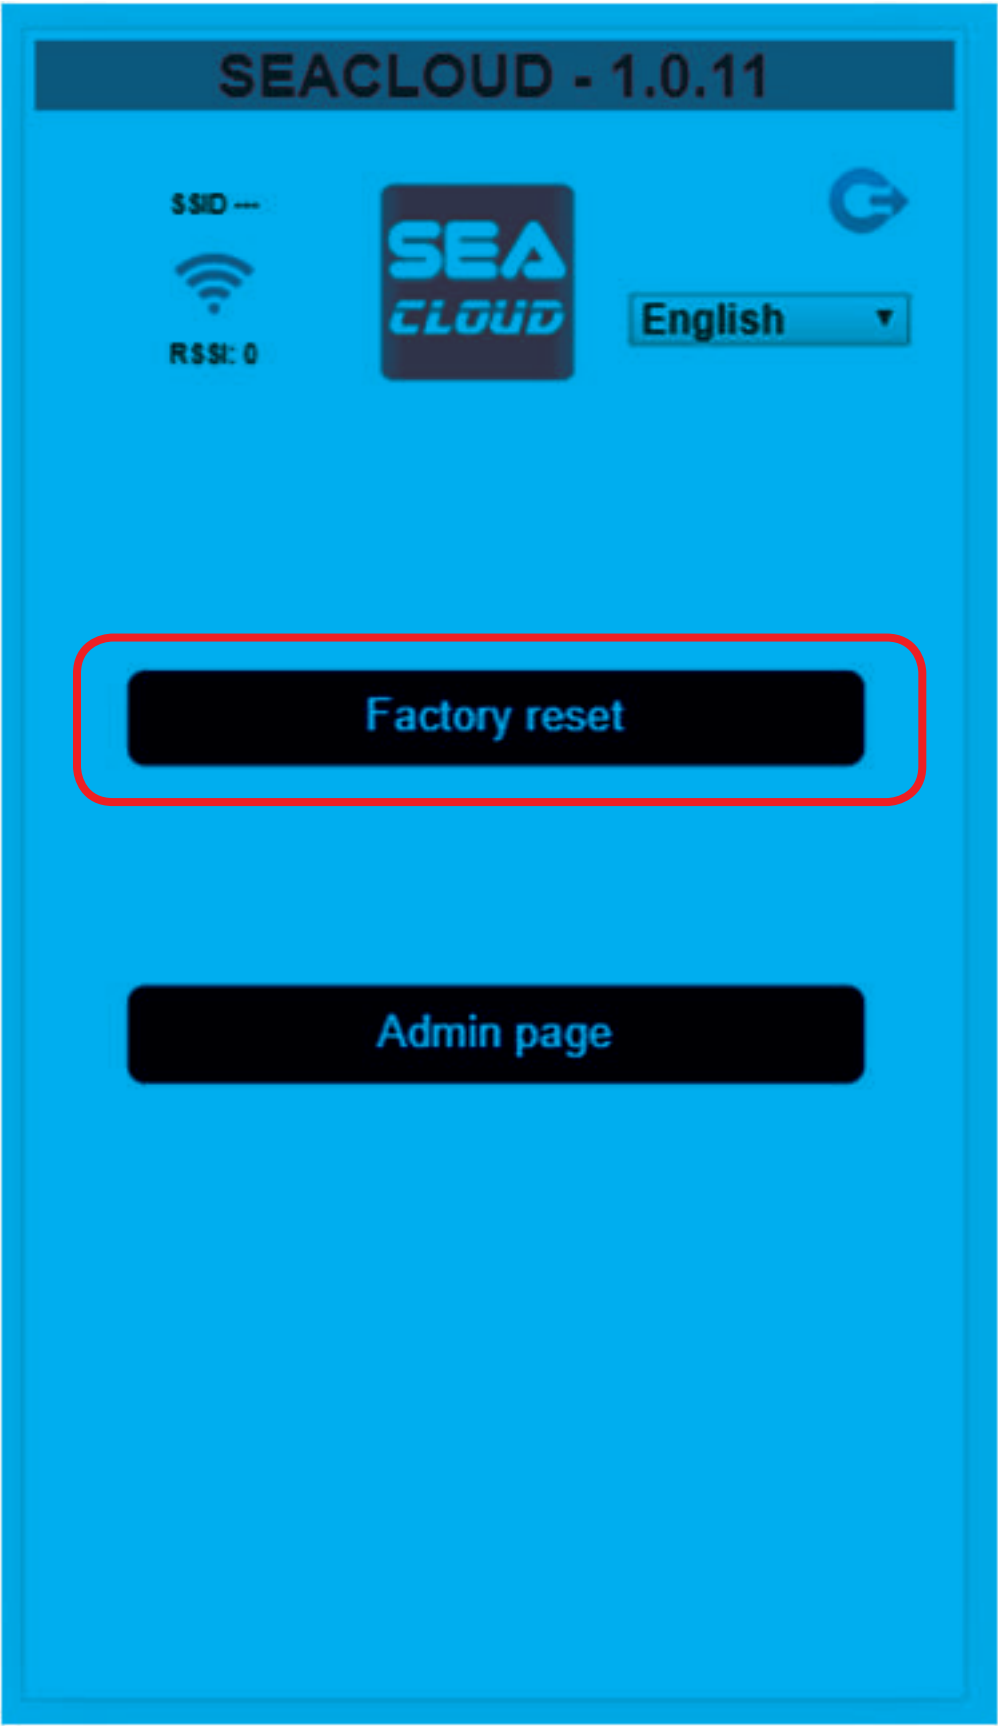 SEACLOUD - 1.0.11
SSID ---
SEA
CLOUD
RSSI: 0
English
Factory reset
Admin page